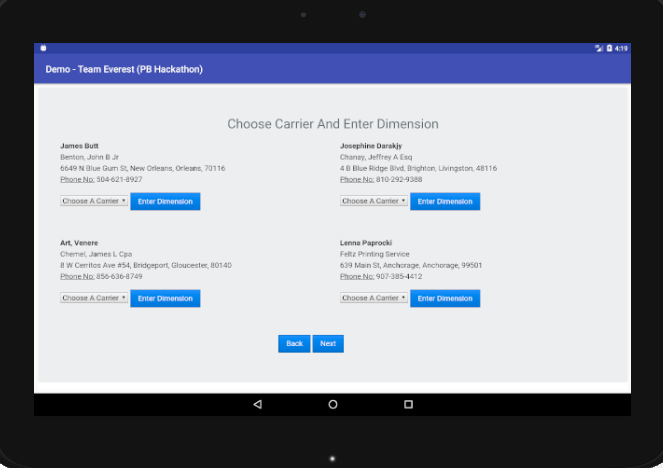 4:19
Demo - Team Everest (PB Hackathon)
Choose Carrier And Enter Dimension
James Butt
Benton, John B Jr
6649 N Blue Gum St, New Orleans, Orleans, 70116
Phone No: 504-621-8927
Choose A Carrier Enter Dimension
Josephine Darakjy
Chanay, Jeffrey A Esq
4 B Blue Ridge Blvd, Brighton, Livingston, 48116
Phone No: 810-292-9388
Choose A Carrier Enter Dimension
Art, Venere
Chemel, James L Cpa
8 W Cerritos Ave #54, Bridgeport, Gloucester, 80140
Phone No: 856-636-8749
Choose A Carrier Enter Dimension
Lenna Paprocki
Feltz Printing Service
639 Main St, Anchorage, Anchorage, 99501
Phone No: 907-385-4412
Choose A Carrier Enter Dimension
Back Next